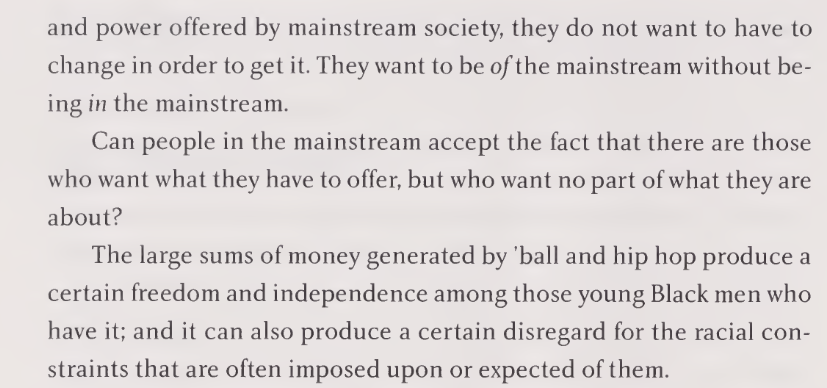 and power offered by mainstream society, they do not want to have to
change in order to get it. They want to be of the mainstream without be-
ing in the mainstream.
Can people in the mainstream accept the fact that there are those
who want what they have to offer, but who want no part of what they are
about?
The large sums of money generated by ’ball and hip hop produce a
certain freedom and independence among those young Black men who
have it; and it can also produce a certain disregard for the racial con-
straints that are often imposed upon or expected of them.